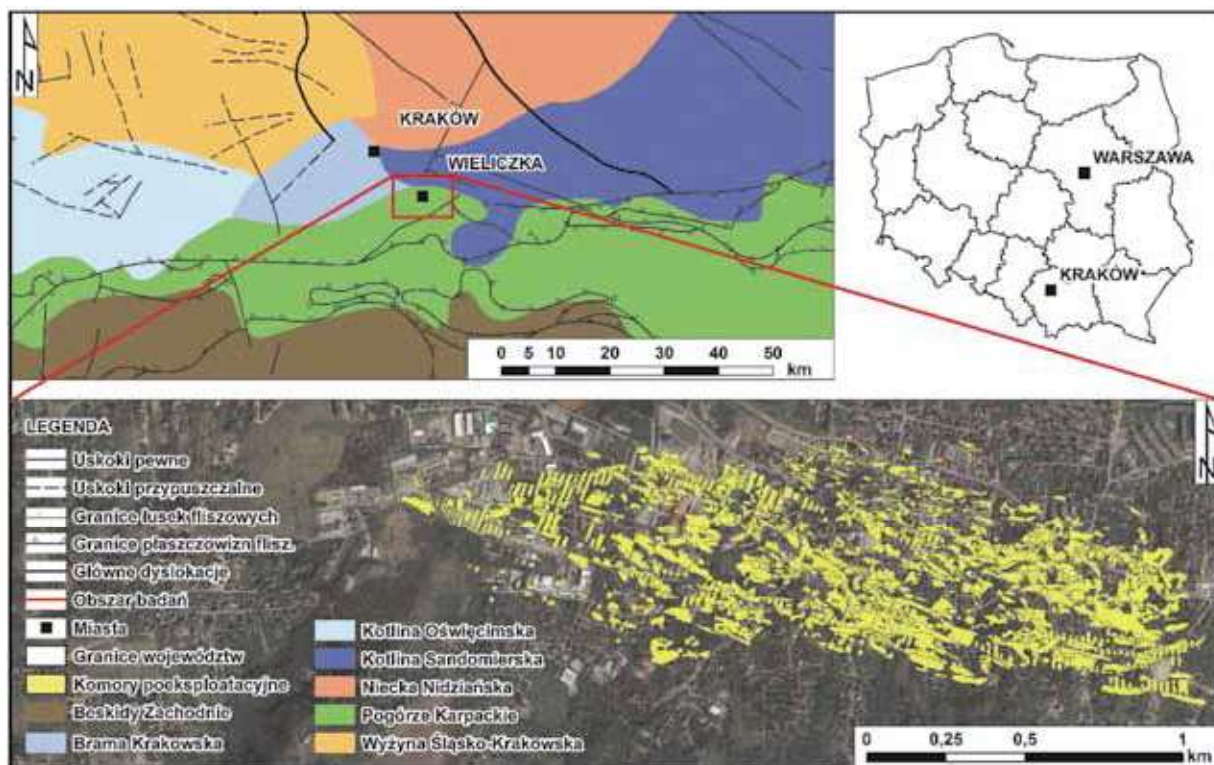 N
KRAKÓW
WIELICZKA
WARSZAWA
KRAKÓW
0 5 10 20 30 40 50
km
LEGENDA
Uskoki pewne
Uskoki przypuszczalne
Granice łusek fliszowych
Granice płaszczowizn flisz.
Główne dyslokacje
Obszar badań
Miasta
Granice województw
Komory poeksploatacyjne
Beskidy Zachodnie
Brama Krakowska
Kotlina Oświęcimska
Kotlina Sandomierska
Niecka Nidziańska
Pogórze Karpackie
Wyżyna Śląsko-Krakowska
N
0 0,25 0,5 1
km